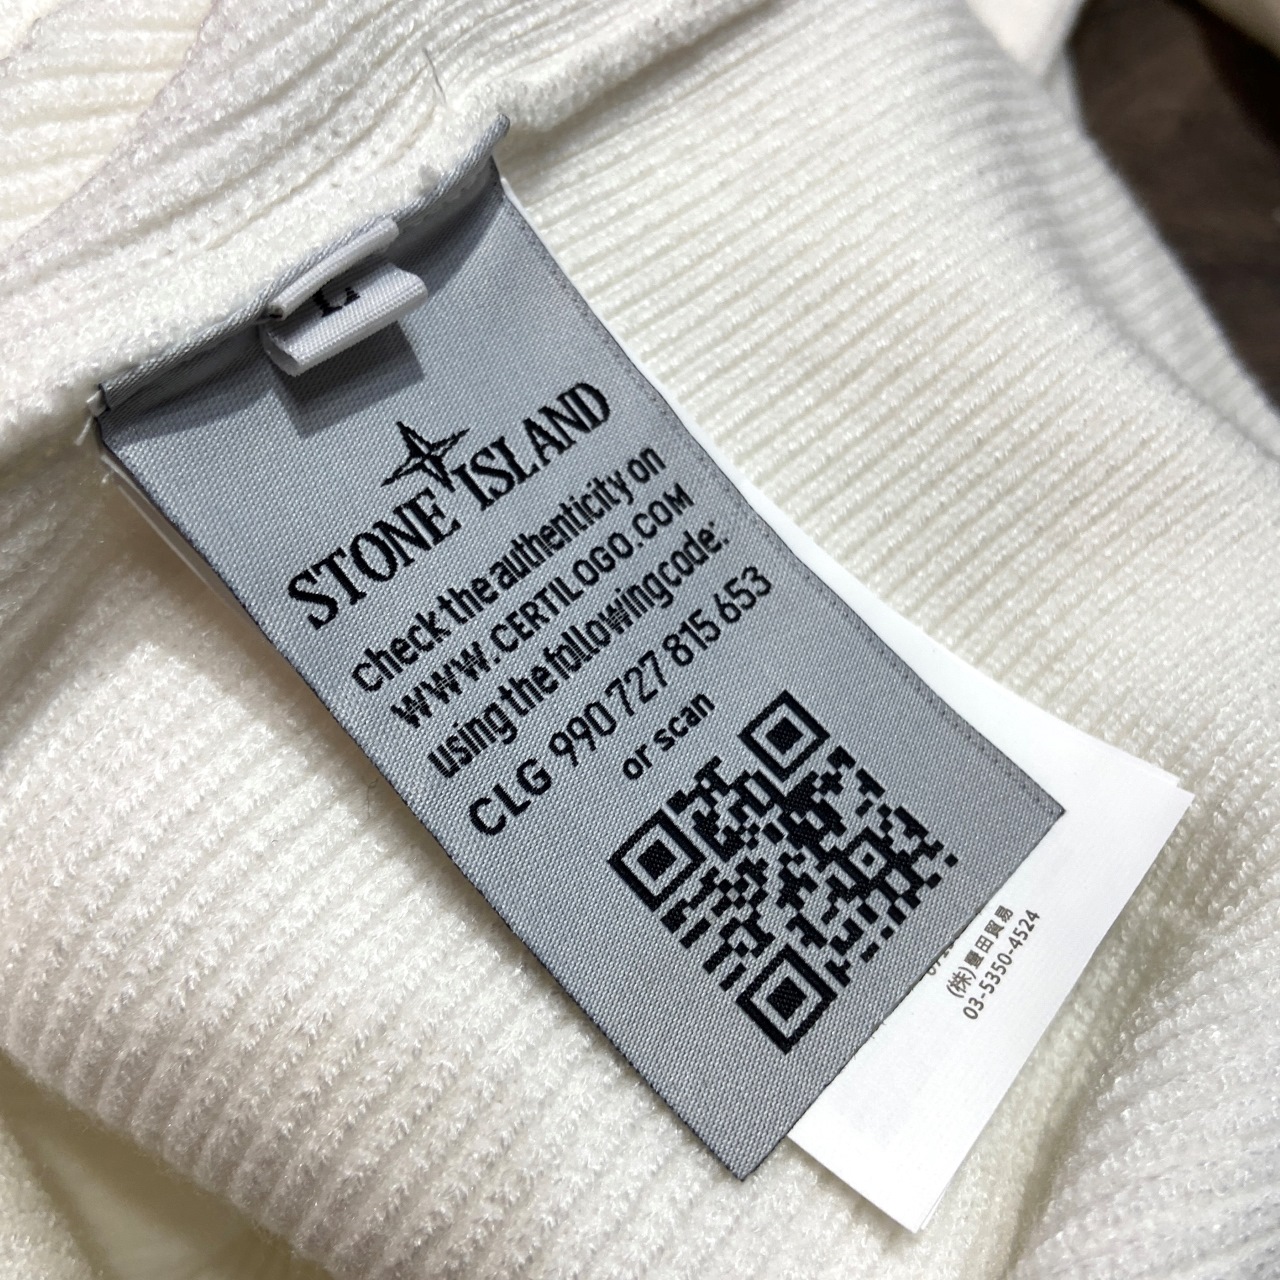 L
STONE ISLAND
check the authenticity on
WWW.CERTILOGO.COM
using the following code:
CLG 990 727 815 653
or scan
(株)豊田貿易
03-5350-4524